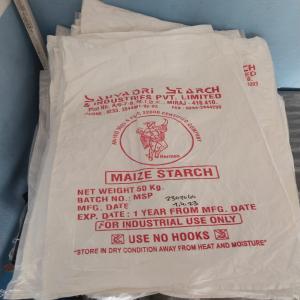 SAHYADRI STARCH
& INDUSTRIES PVT. LIMITED
M.I.D.C., MIRAJ - 416 410.
MAIZE STARCH
NET WEIGHT 50 Kg.
BATCH NO.: MSP
MFG. DATE
EXP. DATE : 1 YEAR FROM MFG. DATE
FOR INDUSTRIAL USE ONLY
USE NO HOOKS
"STORE IN DRY CONDITION AWAY FROM HEAT AND MOISTURE"
STARCH
LIMITED